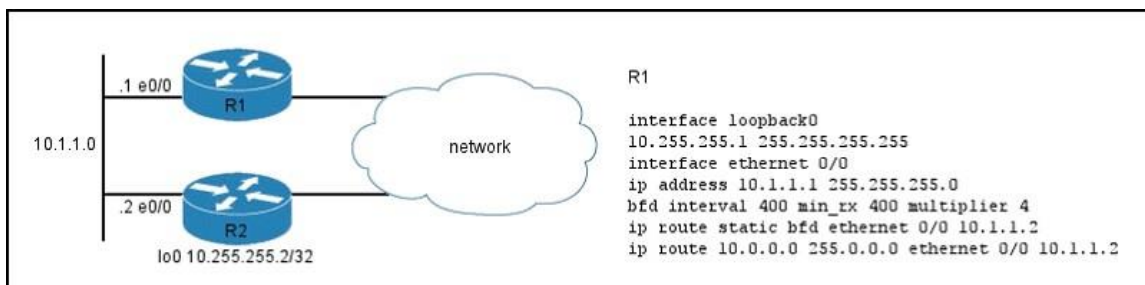 .1 e0/0
R1
10.1.1.0
network
.2 e0/0
R2
lo0 10.255.255.2/32
R1
interface loopback0
10.255.255.1 255.255.255.255
interface ethernet 0/0
ip address 10.1.1.1 255.255.255.0
bfd interval 400 min_rx 400 multiplier 4
ip route static bfd ethernet 0/0 10.1.1.2
ip route 10.0.0.0 255.0.0.0 ethernet 0/0 10.1.1.2